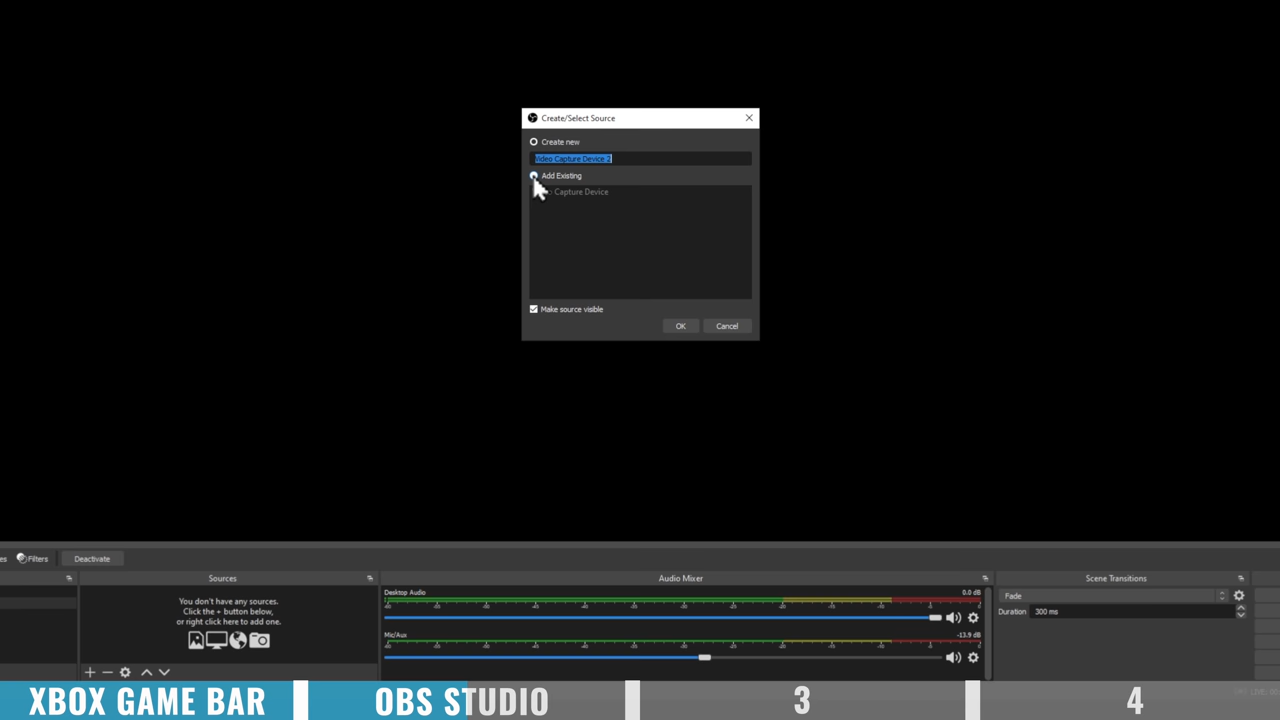 Create/Select Source
Create new
Video Capture Device 2
Add Existing
Capture Device
Make source visible
OK
Cancel
Filters
Deactivate
Sources
Audio Mixer
Scene Transitions
You don't have any sources.
Click the + button below,
or right click here to add one.
Desktop Audio
0.0 dB
Mic/Aux
-13.9 dB
Fade
Duration
300 ms
XBOX GAME BAR
OBS STUDIO
3
4